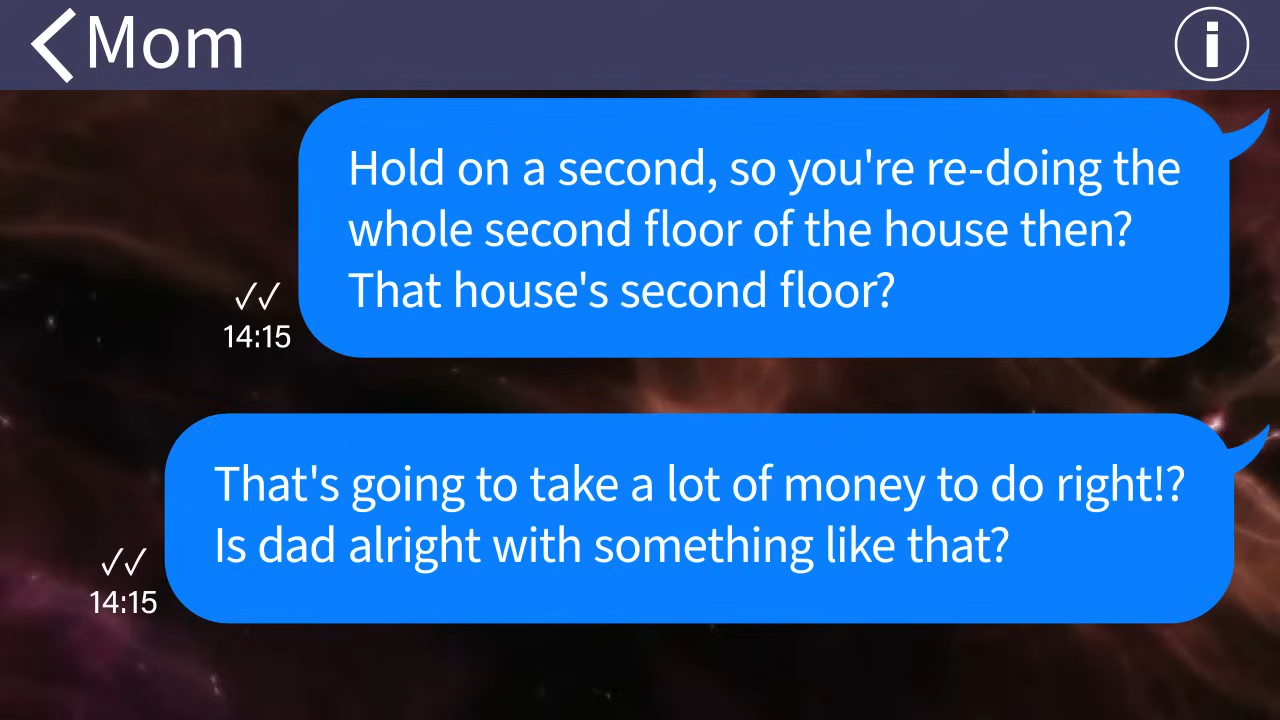 Mom
Hold on a second, so you're re-doing the
whole second floor of the house then?
That house's second floor?
14:15
That's going to take a lot of money to do right!?
Is dad alright with something like that?
14:15